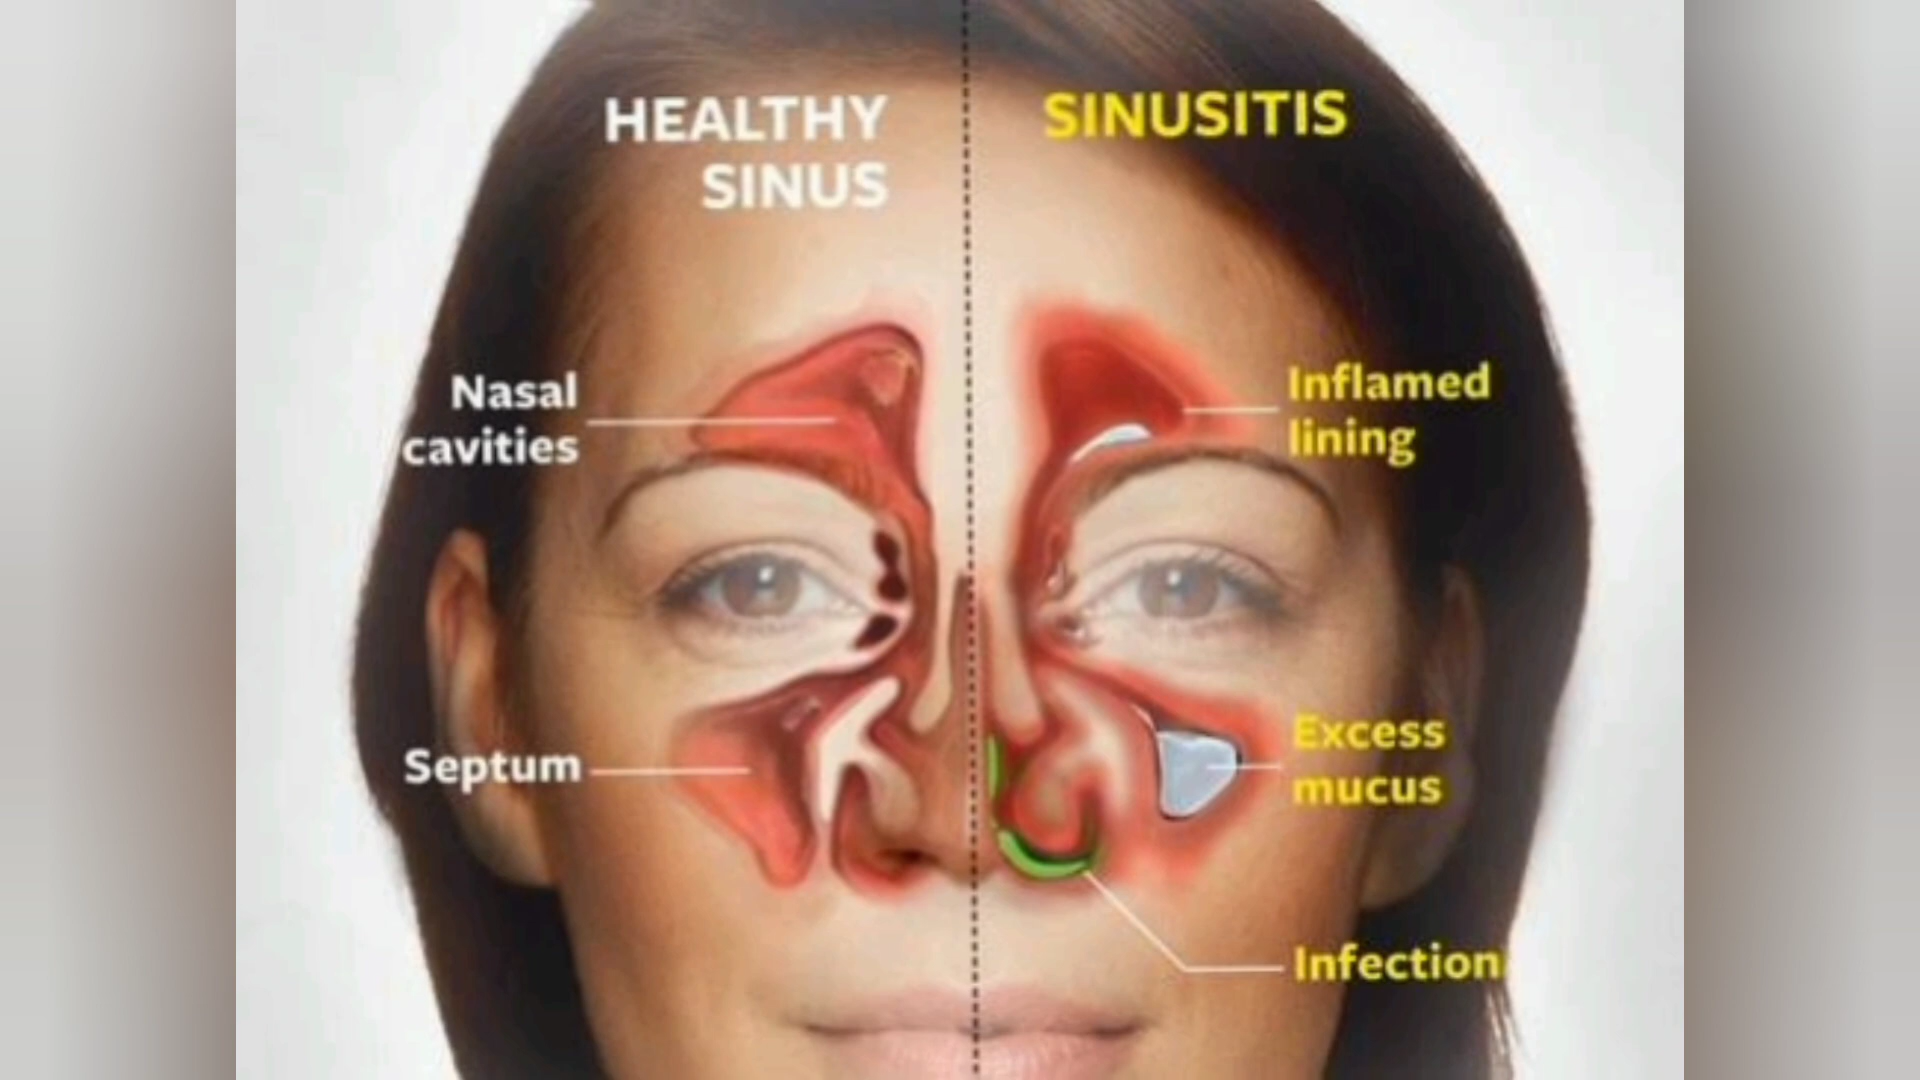 HEALTHY
SINUS
SINUSITIS
Nasal
cavities
Inflamed
lining
Septum
Excess
mucus
Infection